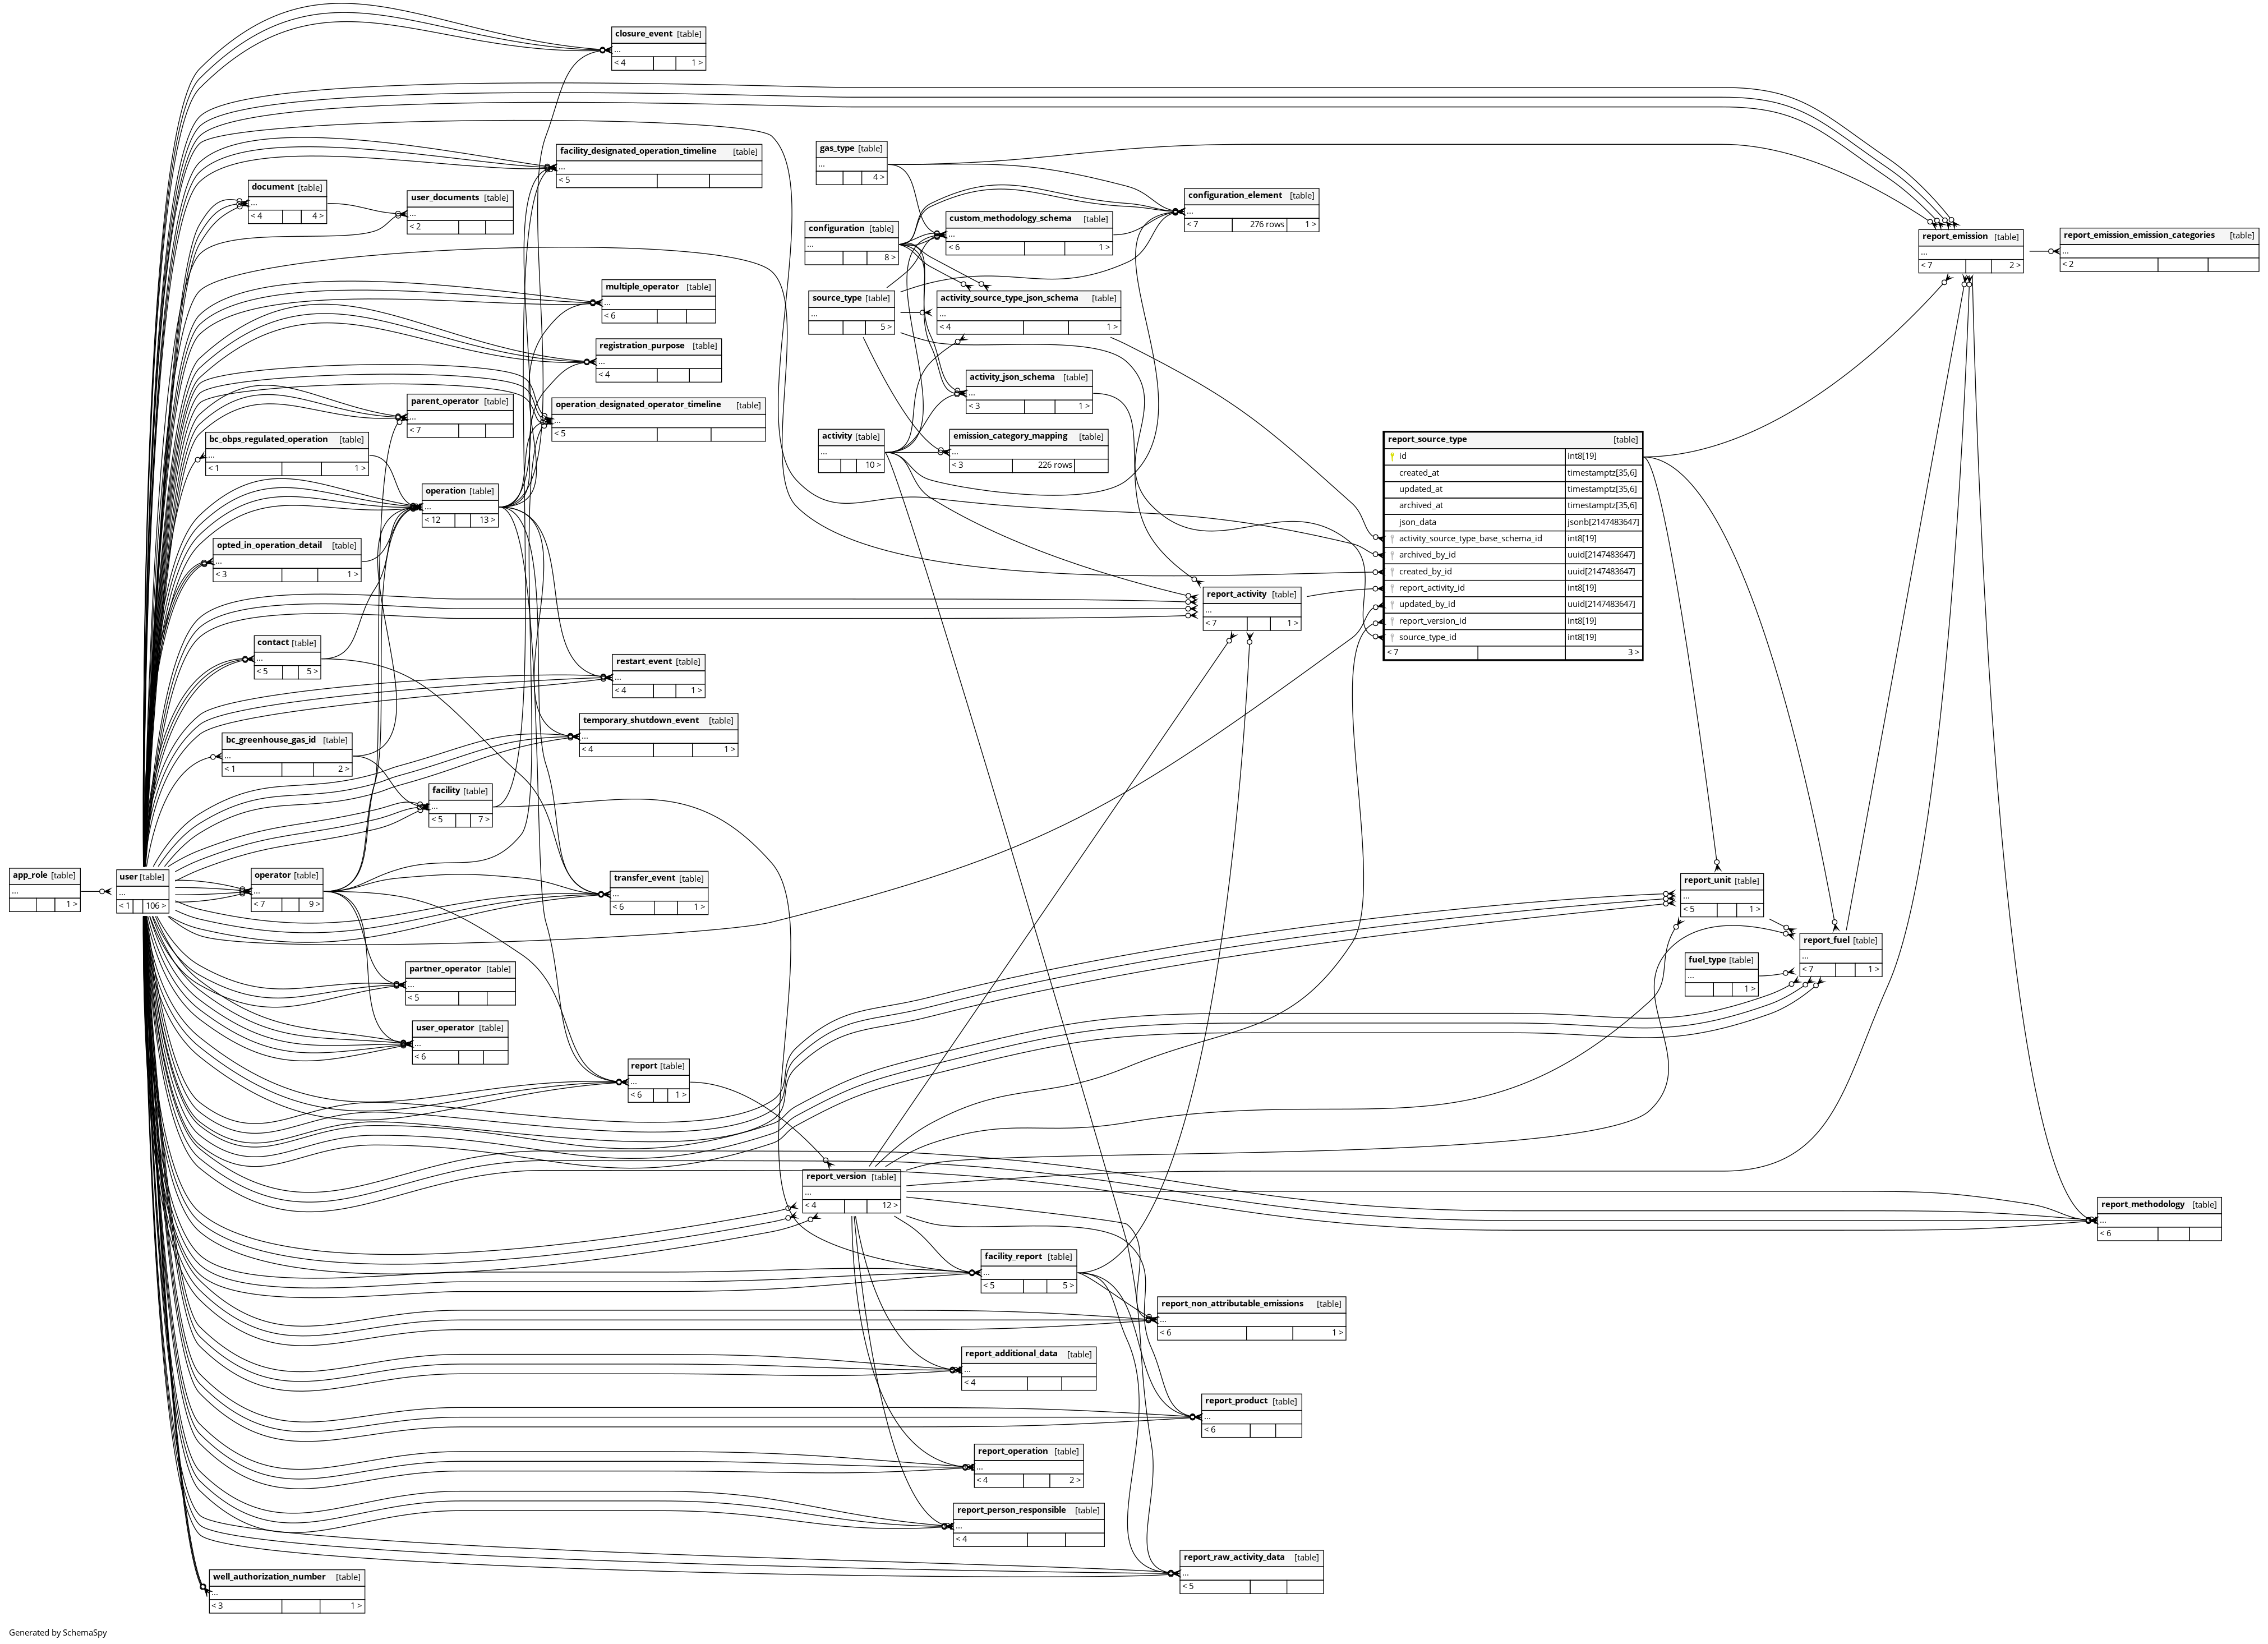 closure_event [table]
...
< 4 1 >
facility_designated_operation_timeline [table]
...
< 5
gas_type [table]
...
4 >
document [table]
...
< 4 4 >
user_documents [table]
...
< 2
configuration_element [table]
...
< 7 276 rows 1 >
custom_methodology_schema [table]
...
< 6 1 >
configuration [table]
...
8 >
report_emission [table]
...
< 7 2 >
report_emission_emission_categories [table]
...
< 2
multiple_operator [table]
...
< 6
source_type [table]
...
5 >
activity_source_type_json_schema [table]
...
< 4 1 >
registration_purpose [table]
...
< 4
activity_json_schema [table]
...
< 3 1 >
parent_operator [table]
...
< 7
operation_designated_operator_timeline [table]
...
< 5
bc_obps_regulated_operation [table]
...
< 1 1 >
activity [table]
...
10 >
emission_category_mapping [table]
...
< 3 226 rows
report_source_type [table]
id int8[19]
created_at timestamptz[35,6]
updated_at timestamptz[35,6]
archived_at timestamptz[35,6]
json_data jsonb[2147483647]
activity_source_type_base_schema_id int8[19]
archived_by_id uuid[2147483647]
created_by_id uuid[2147483647]
report_activity_id int8[19]
updated_by_id uuid[2147483647]
report_version_id int8[19]
source_type_id int8[19]
< 7 3 >
operation [table]
...
< 12 13 >
opted_in_operation_detail [table]
...
< 3 1 >
report_activity [table]
...
< 7 1 >
contact [table]
...
< 5 5 >
restart_event [table]
...
< 4 1 >
temporary_shutdown_event [table]
...
< 4 1 >
bc_greenhouse_gas_id [table]
...
< 1 2 >
facility [table]
...
< 5 7 >
app_role [table]
...
1 >
user [table]
...
< 1 106 >
operator [table]
...
< 7 9 >
transfer_event [table]
...
< 6 1 >
report_unit [table]
...
< 5 1 >
report_fuel [table]
...
< 7 1 >
fuel_type [table]
...
1 >
partner_operator [table]
...
< 5
user_operator [table]
...
< 6
report [table]
...
< 6 1 >
report_version [table]
...
< 4 12 >
report_methodology [table]
...
< 6
facility_report [table]
...
< 5 5 >
report_non_attributable_emissions [table]
...
< 6 1 >
report_additional_data [table]
...
< 4
report_product [table]
...
< 6
report_operation [table]
...
< 4 2 >
report_person_responsible [table]
...
< 4
report_raw_activity_data [table]
...
< 5
well_authorization_number [table]
...
< 3 1 >
Generated by SchemaSpy